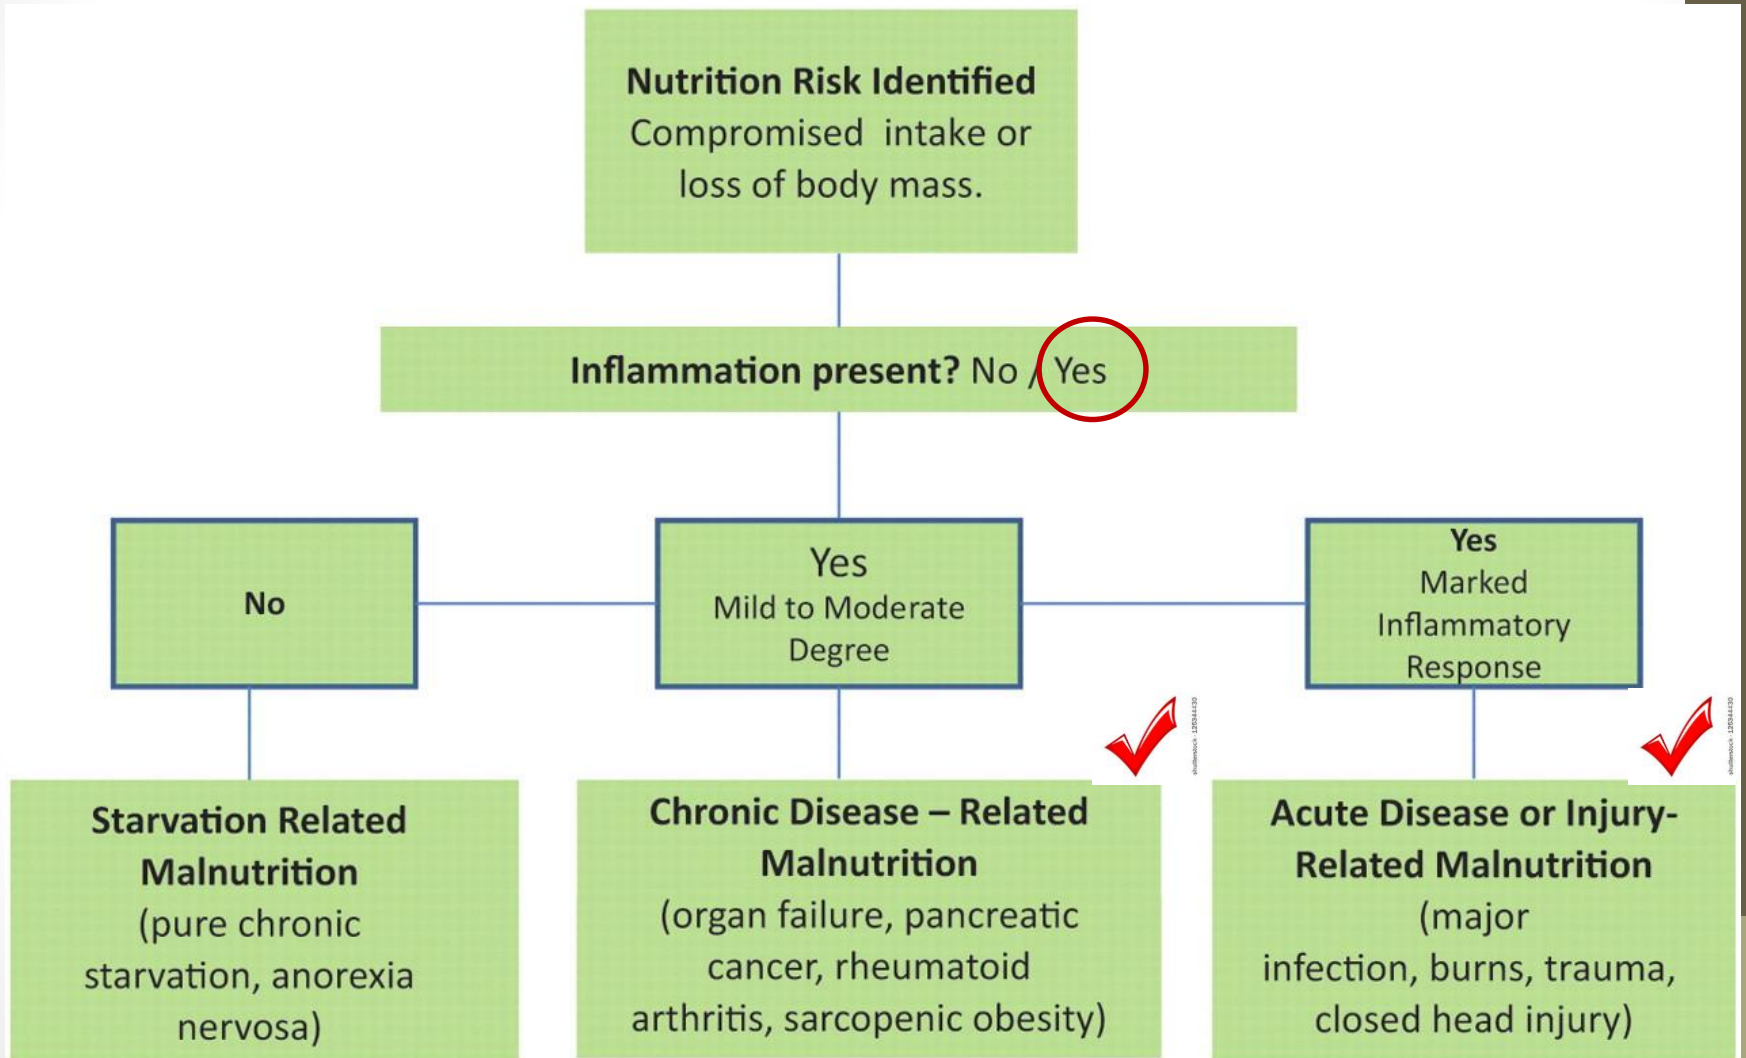 Nutrition Risk Identified
Compromised intake or
loss of body mass.
Inflammation present? No / Yes
No
Yes
Mild to Moderate
Degree
Yes
Marked
Inflammatory
Response
Starvation Related
Malnutrition
(pure chronic
starvation, anorexia
nervosa)
Chronic Disease – Related
Malnutrition
(organ failure, pancreatic
cancer, rheumatoid
arthritis, sarcopenic obesity)
Acute Disease or Injury-
Related Malnutrition
(major
infection, burns, trauma,
closed head injury)